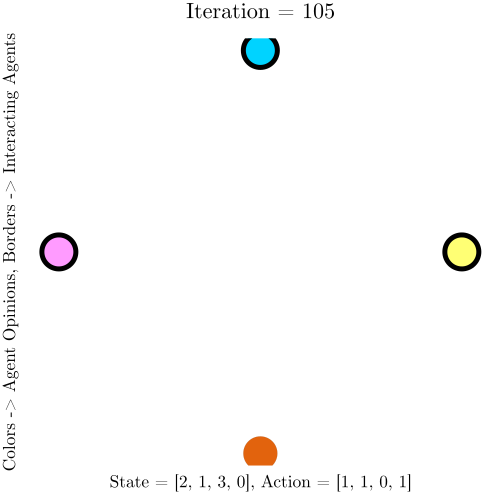 Iteration = 105
Colors -> Agent Opinions, Borders -> Interacting Agents
State = [2, 1, 3, 0], Action = [1, 1, 0, 1]